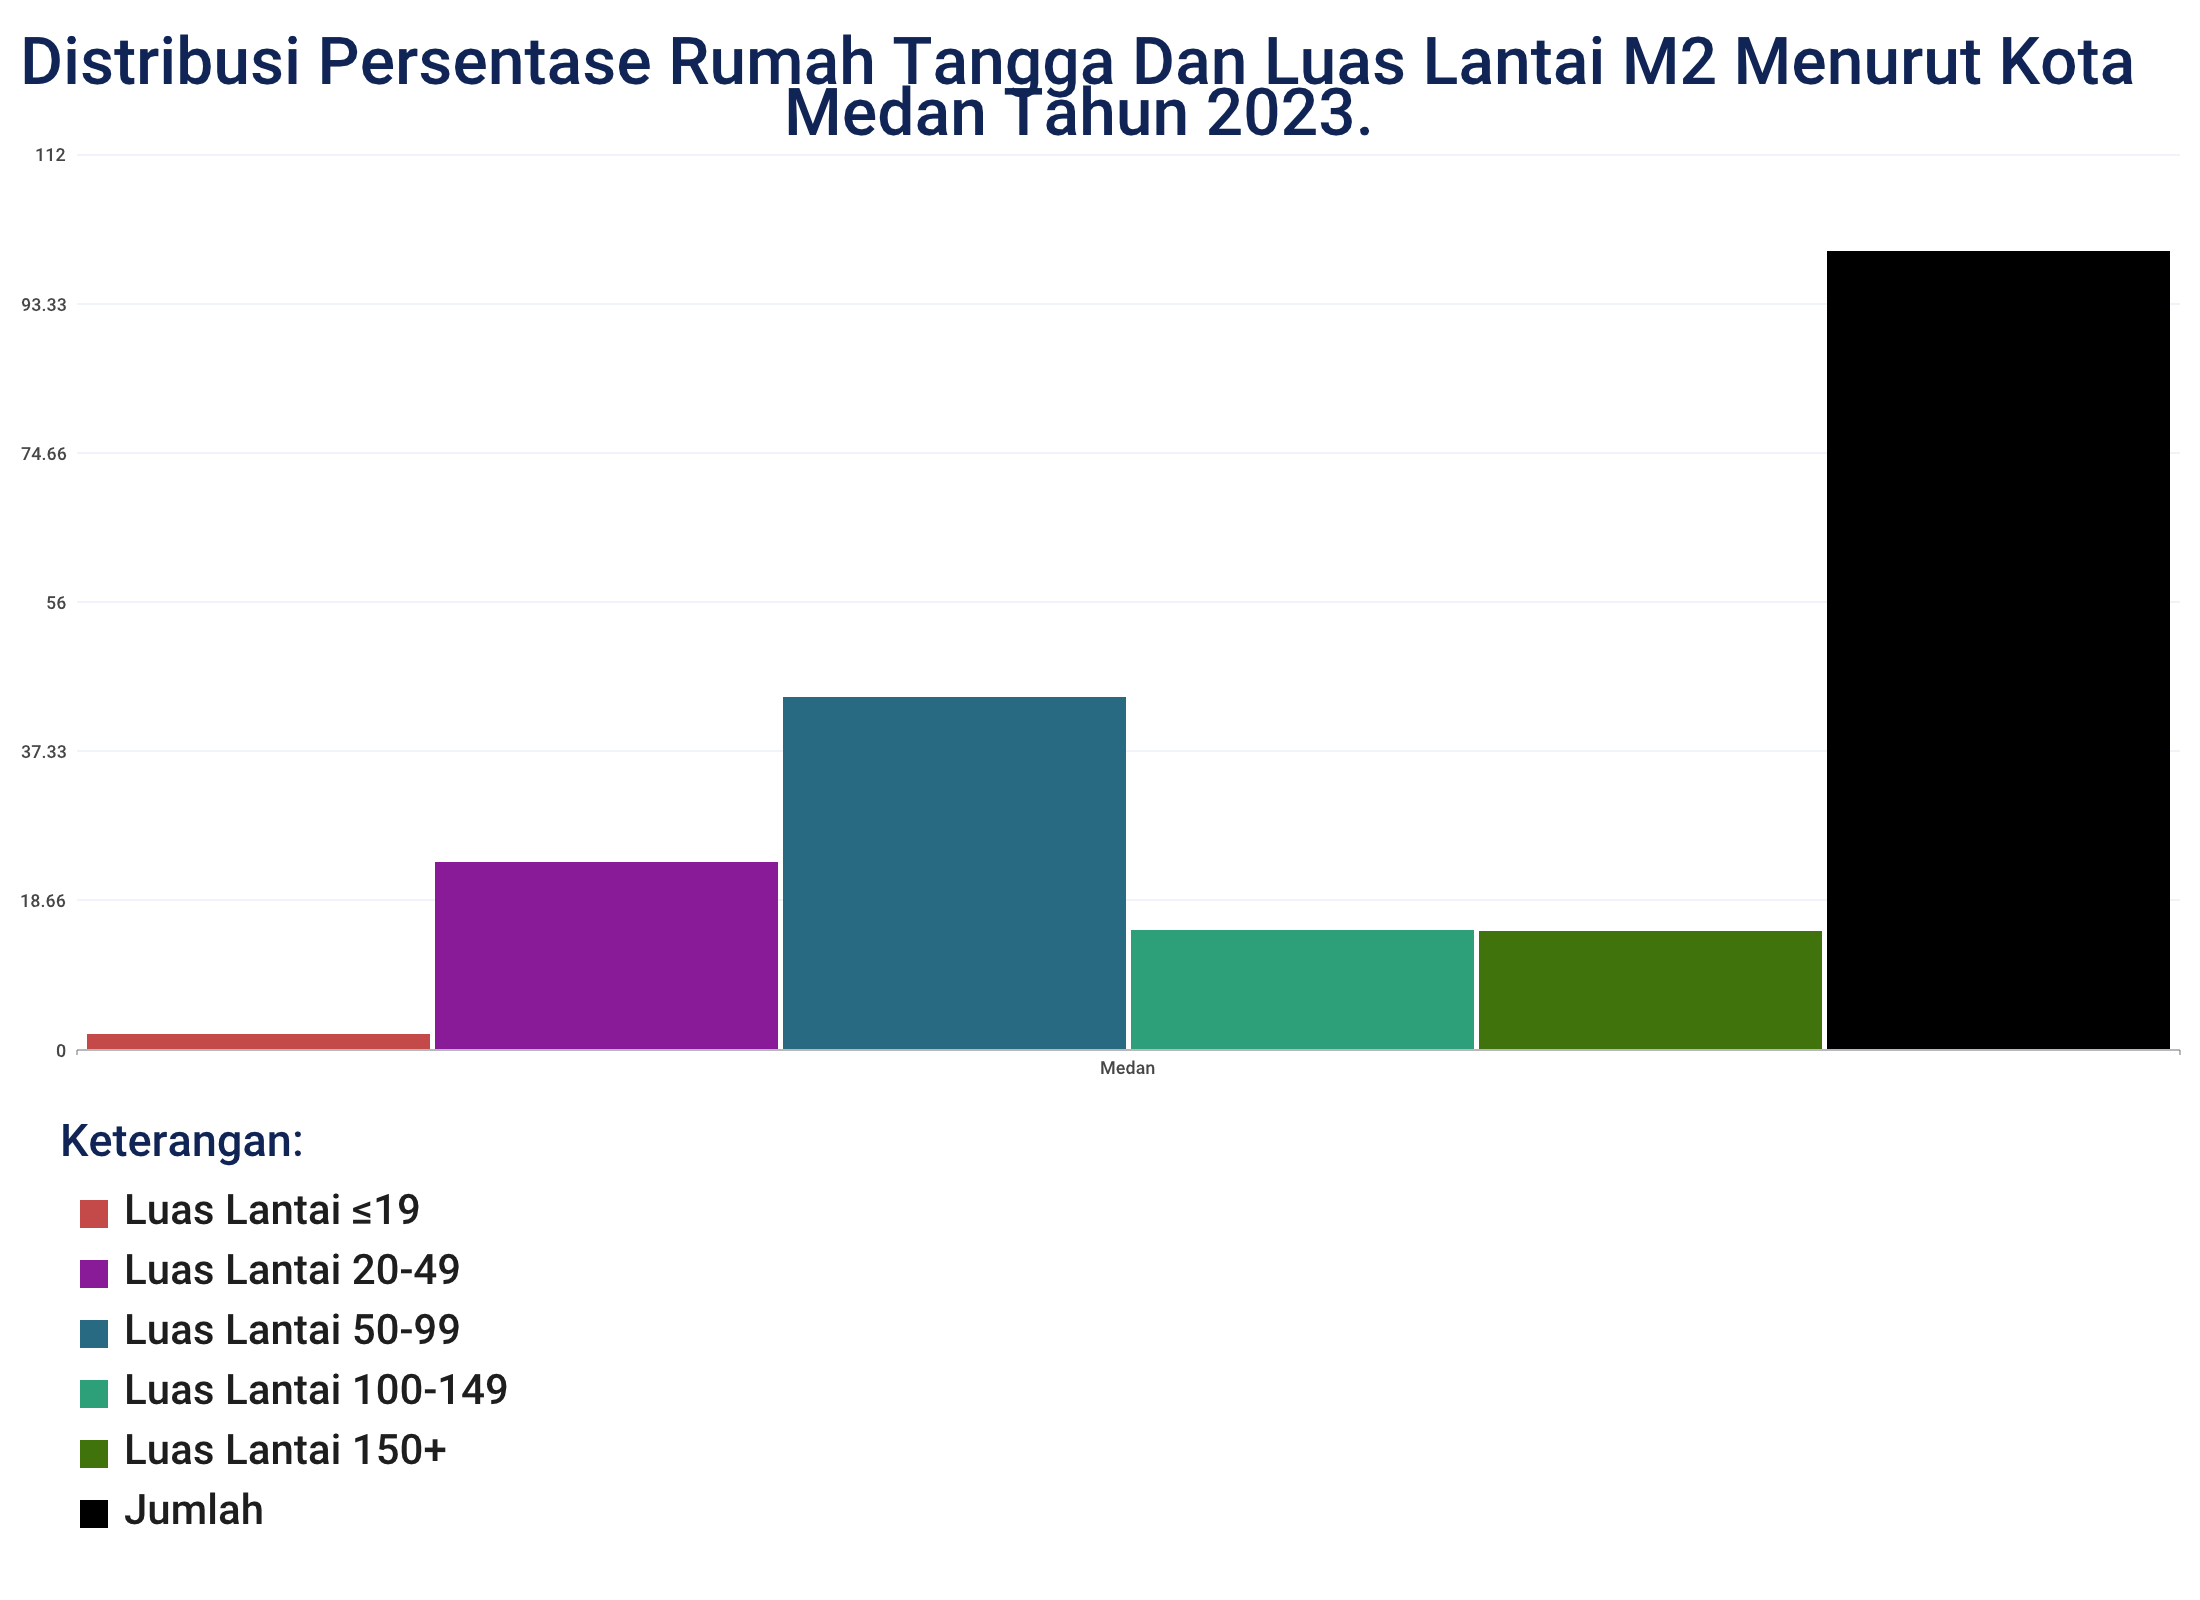 Distribusi Persentase Rumah Tangga Dan Luas Lantai M2 Menurut Kota
Medan Tahun 2023.
112
93.33
74.66
56
37.33
18.66
0
Medan
Keterangan:
Luas Lantai ≤19
Luas Lantai 20-49
Luas Lantai 50-99
Luas Lantai 100-149
Luas Lantai 150+
Jumlah